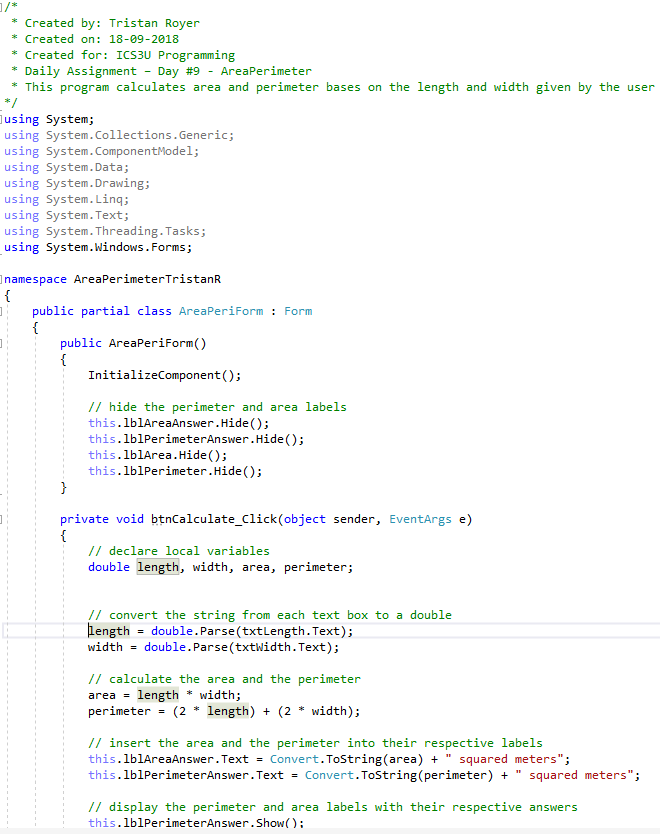 /*
 * Created by: Tristan Royer
 * Created on: 18-09-2018
 * Created for: ICS3U Programming
 * Daily Assignment – Day #9 - AreaPerimeter
 * This program calculates area and perimeter bases on the length and width given by the user
*/
using System;
using System.Collections.Generic;
using System.ComponentModel;
using System.Data;
using System.Drawing;
using System.Linq;
using System.Text;
using System.Threading.Tasks;
using System.Windows.Forms;

namespace AreaPerimeterTristanR
{
    public partial class AreaPeriForm : Form
    {
        public AreaPeriForm()
        {
            InitializeComponent();

            // hide the perimeter and area labels
            this.lblAreaAnswer.Hide();
            this.lblPerimeterAnswer.Hide();
            this.lblArea.Hide();
            this.lblPerimeter.Hide();
        }

        private void btnCalculate_Click(object sender, EventArgs e)
        {
            // declare local variables
            double length, width, area, perimeter;


            // convert the string from each text box to a double
            length = double.Parse(txtLength.Text);
            width = double.Parse(txtWidth.Text);

            // calculate the area and the perimeter
            area = length * width;
            perimeter = (2 * length) + (2 * width);

            // insert the area and the perimeter into their respective labels
            this.lblAreaAnswer.Text = Convert.ToString(area) + " squared meters";
            this.lblPerimeterAnswer.Text = Convert.ToString(perimeter) + " squared meters";

            // display the perimeter and area labels with their respective answers
            this.lblPerimeterAnswer.Show();